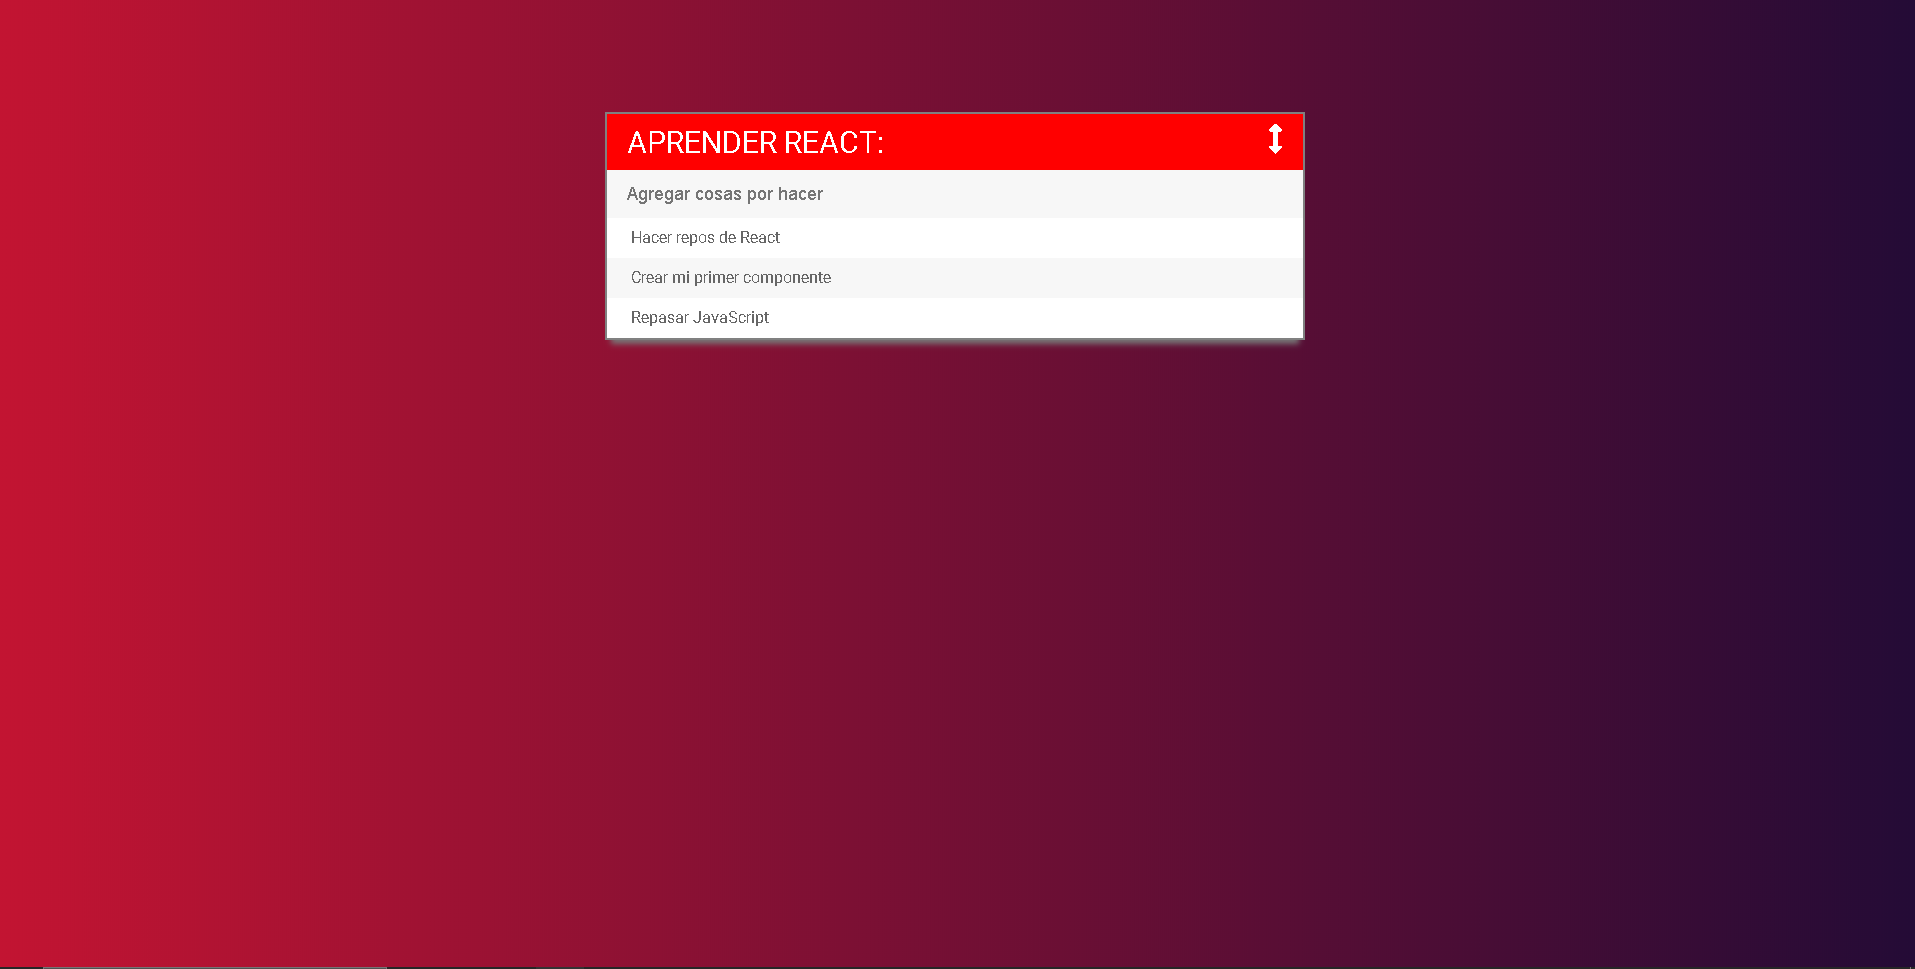 APRENDER REACT:
Agregar cosas por hacer
Hacer repos de React
Crear mi primer componente
Repasar JavaScript